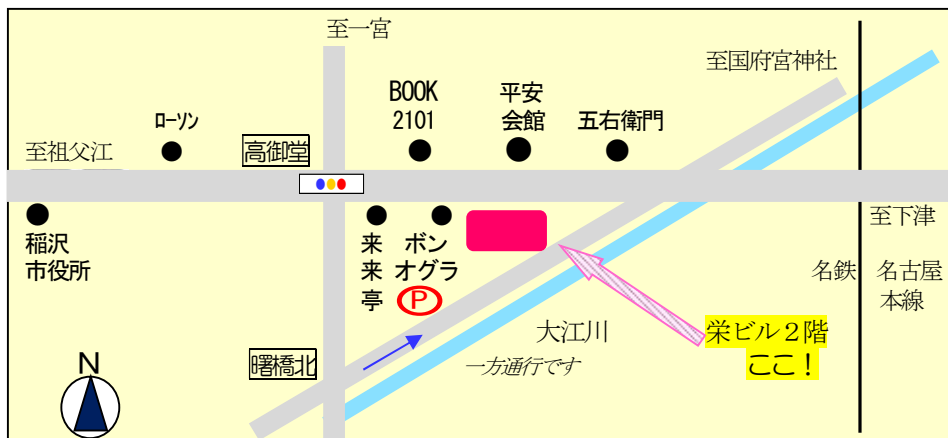 至一宮
至国府宮神社
BOOK
2101
平安
会館
五右衛門
ローソン
高御堂
至祖父江
至下津
稲沢
市役所
来
来
亭
ボン
オグラ
P
名鉄
名古屋
本線
大江川
栄ビル2階
ここ!
曙橋北
一方通行です
N